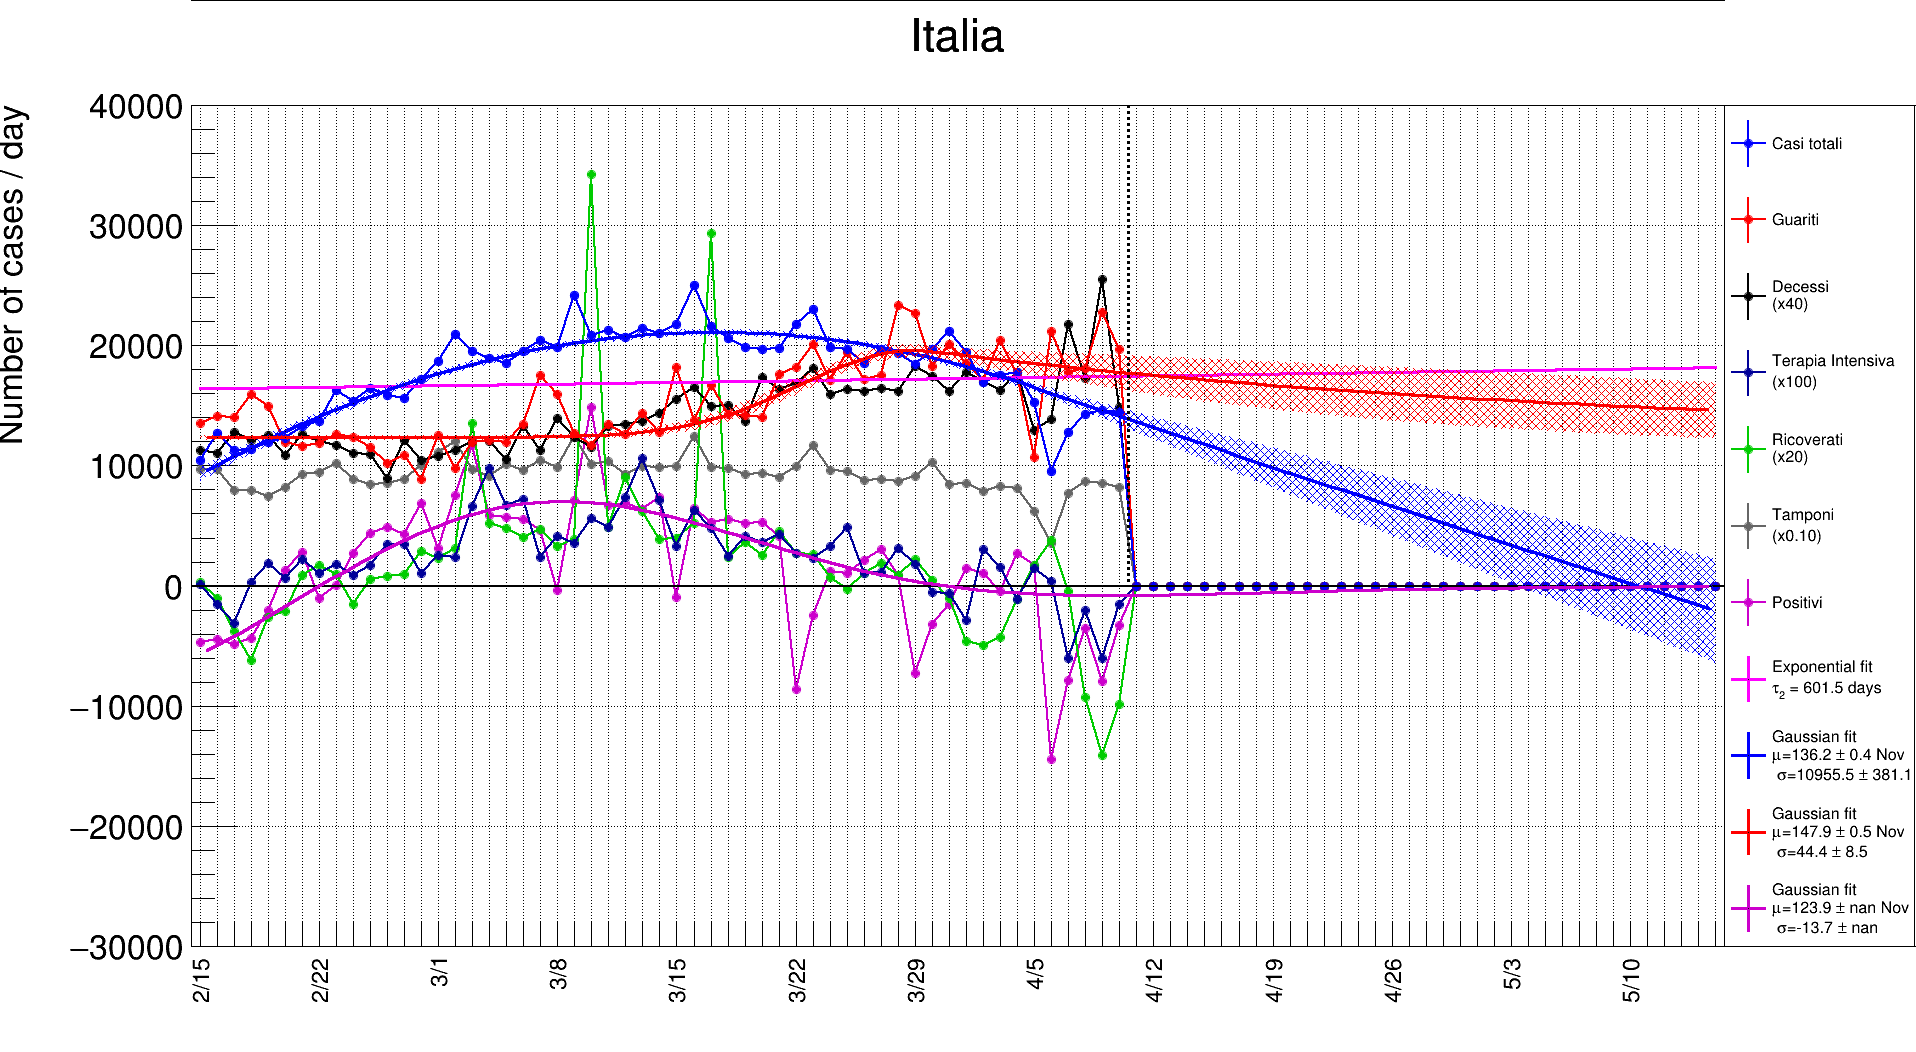 Italia
Number of cases / day
40000
30000
20000
10000
0
−10000
−20000
−30000
2/15
2/22
3/1
3/8
3/15
3/22
3/29
4/5
4/12
4/19
4/26
5/3
5/10
Casi totali
Guariti
Decessi
(x40)
Terapia Intensiva
(x100)
Ricoverati
(x20)
Tamponi
(x0.10)
Positivi
Exponential fit
τ2 = 601.5 days
Gaussian fit
μ=136.2 ± 0.4 Nov
σ=10955.5 ± 381.1
Gaussian fit
μ=147.9 ± 0.5 Nov
σ=44.4 ± 8.5
Gaussian fit
μ=123.9 ± nan Nov
σ=-13.7 ± nan